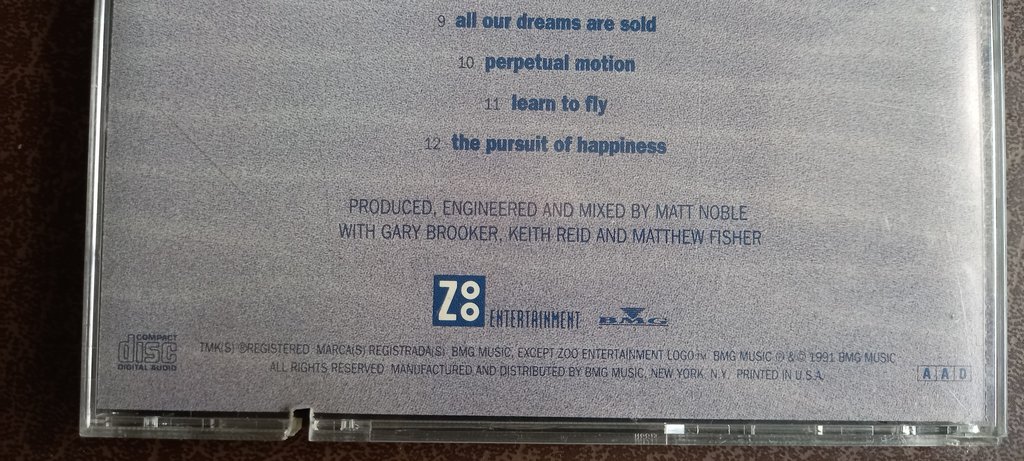 9 all our dreams are sold
10 perpetual motion
11 learn to fly
12 the pursuit of happiness
PRODUCED, ENGINEERED AND MIXED BY MATT NOBLE
WITH GARY BROOKER, KEITH REID AND MATTHEW FISHER
ZOO ENTERTAINMENT BMG
COMPACT
disc
DIGITAL AUDIO
TMK(S) ®REGISTERED MARCA(S) REGISTRADA(S) BMG MUSIC, EXCEPT ZOO ENTERTAINMENT LOGO™ BMG MUSIC ℗ & © 1991 BMG MUSIC
ALL RIGHTS RESERVED MANUFACTURED AND DISTRIBUTED BY BMG MUSIC, NEW YORK, N.Y. PRINTED IN U.S.A.
A A D